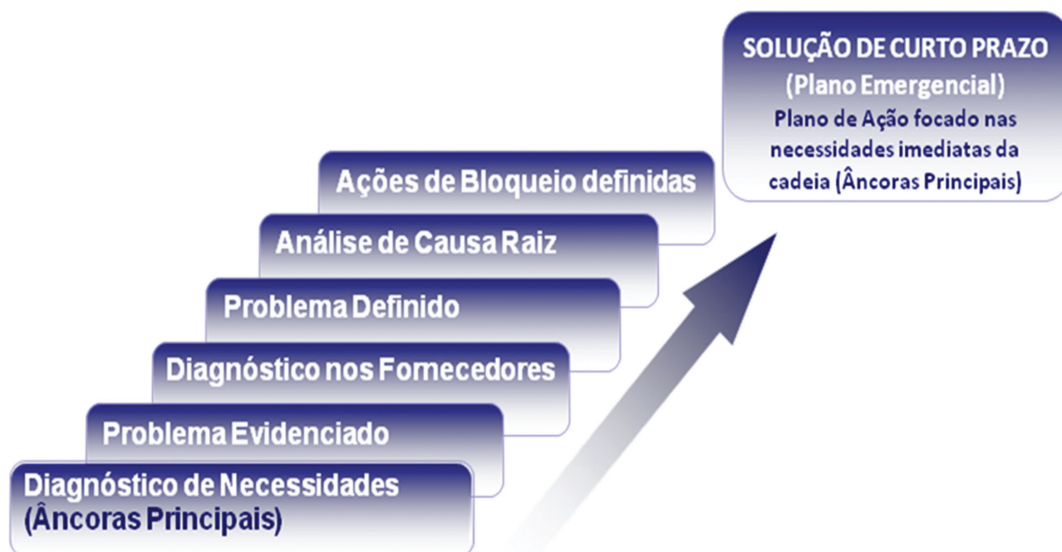 SOLUÇÃO DE CURTO PRAZO
(Plano Emergencial)
Plano de Ação focado nas
necessidades imediatas da
cadeia (Âncoras Principais)
Ações de Bloqueio definidas
Análise de Causa Raiz
Problema Definido
Diagnóstico nos Fornecedores
Problema Evidenciado
Diagnóstico de Necessidades
(Âncoras Principais)